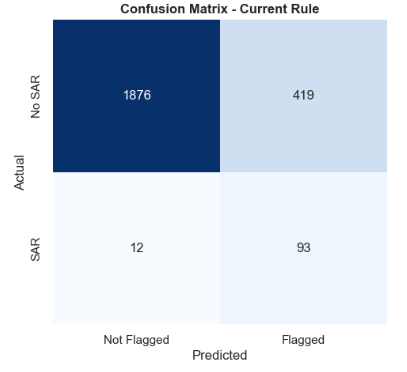 Confusion Matrix - Current Rule
No SAR
1876
419
Actual
SAR
12
93
Not Flagged
Flagged
Predicted